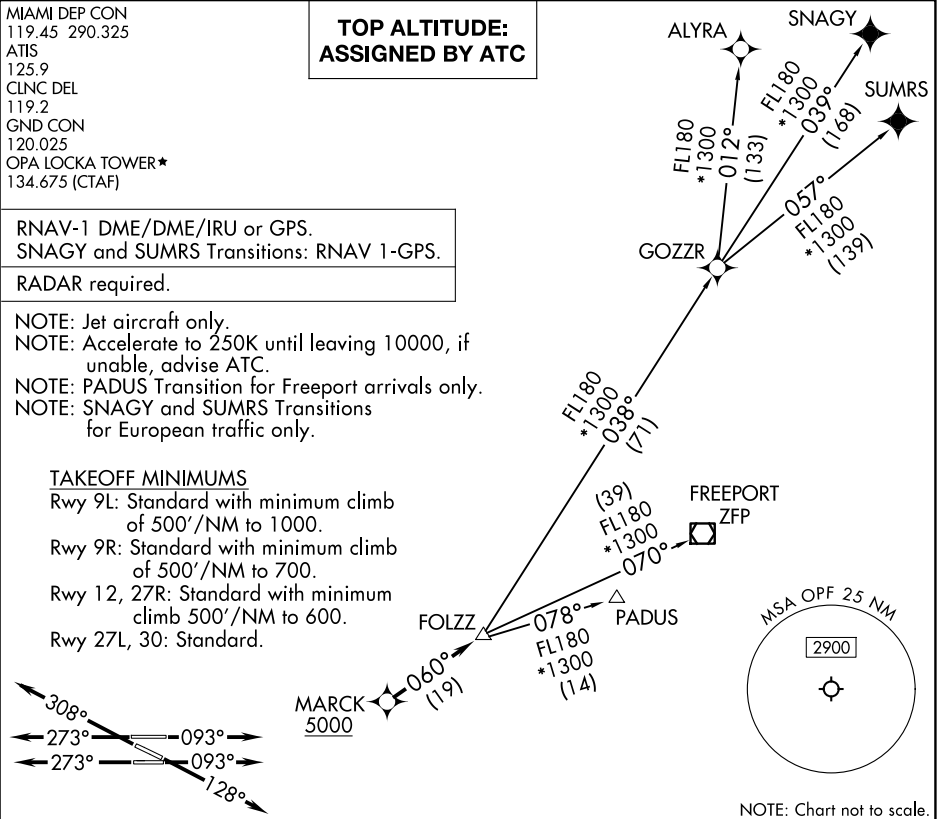 MIAMI DEP CON
119.45 290.325
ATIS
125.9
CLNC DEL
119.2
GND CON
120.025
OPA LOCKA TOWER★
134.675 (CTAF)
TOP ALTITUDE:
ASSIGNED BY ATC
RNAV-1 DME/DME/IRU or GPS.
SNAGY and SUMRS Transitions: RNAV 1-GPS.
RADAR required.
NOTE: Jet aircraft only.
NOTE: Accelerate to 250K until leaving 10000, if
unable, advise ATC.
NOTE: PADUS Transition for Freeport arrivals only.
NOTE: SNAGY and SUMRS Transitions
for European traffic only.
TAKEOFF MINIMUMS
Rwy 9L: Standard with minimum climb
of 500'/NM to 1000.
Rwy 9R: Standard with minimum climb
of 500'/NM to 700.
Rwy 12, 27R: Standard with minimum
climb 500'/NM to 600.
Rwy 27L, 30: Standard.
ALYRA
SNAGY
SUMRS
FL180
*1300
012°
(133)
FL180
*1300
039°
(168)
057°
FL180
*1300
(139)
GOZZR
FL180
*1300
038°
(71)
(39)
FL180
*1300
070°
FREEPORT
ZFP
FOLZZ
078°
FL180
*1300
(14)
PADUS
060°
(19)
MARCK
5000
308°
273°
093°
273°
093°
128°
MSA OPF 25 NM
2900
NOTE: Chart not to scale.